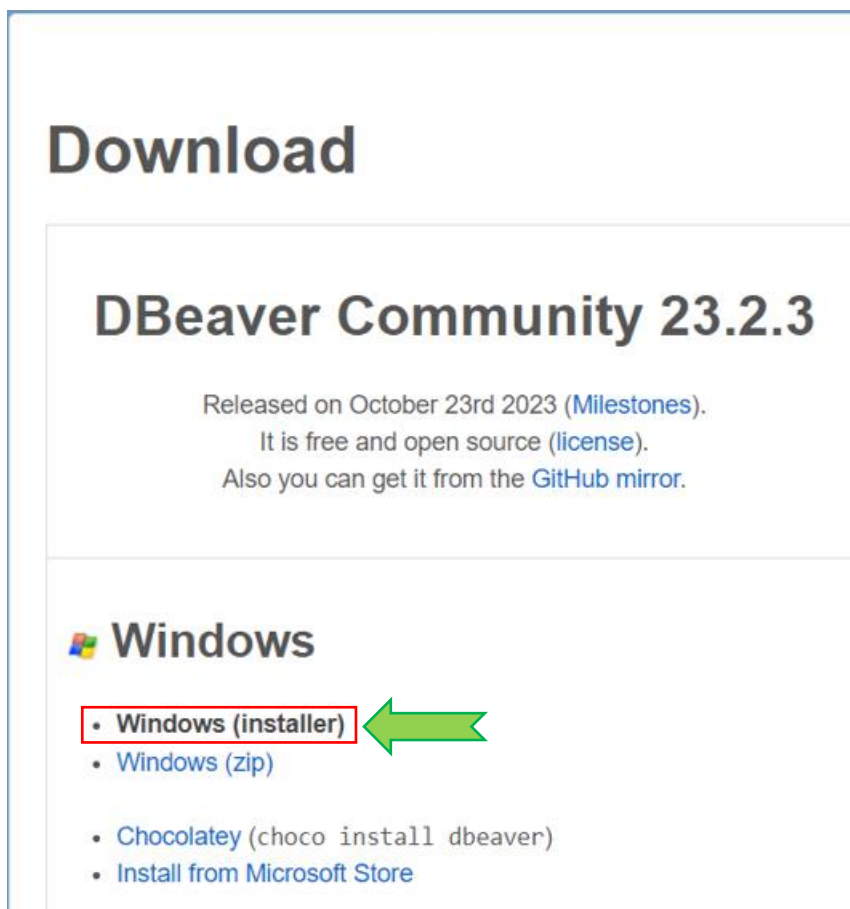 Download
DBeaver Community 23.2.3
Released on October 23rd 2023 (Milestones).
It is free and open source (license).
Also you can get it from the GitHub mirror.
Windows
• Windows (installer)
• Windows (zip)
• Chocolatey (choco install dbeaver)
• Install from Microsoft Store